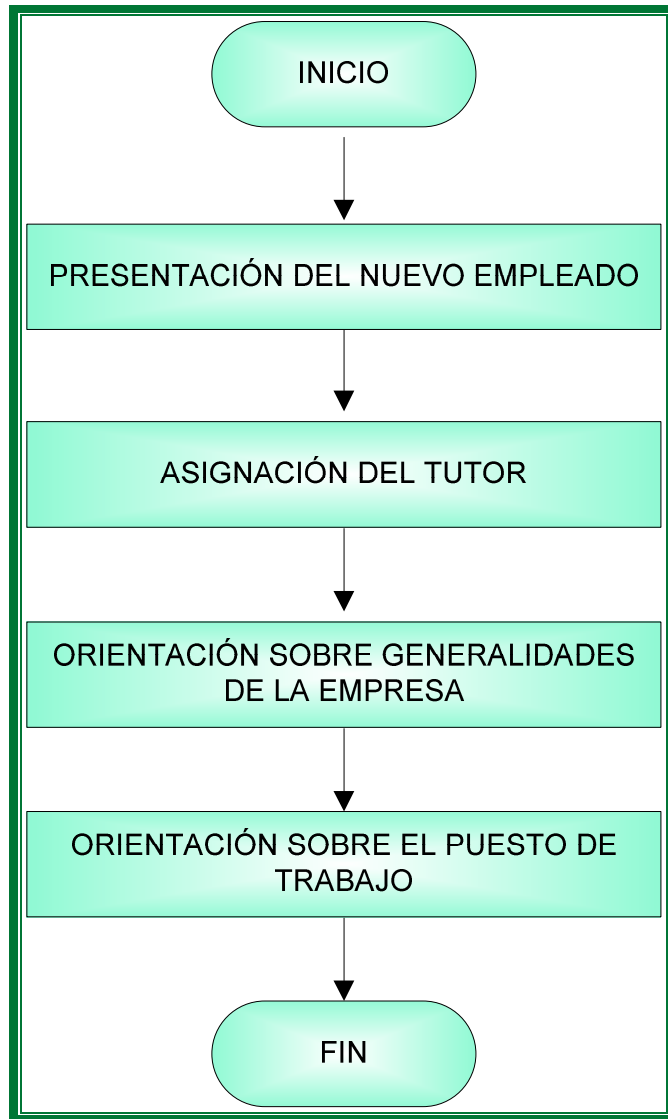 INICIO
PRESENTACIÓN DEL NUEVO EMPLEADO
ASIGNACIÓN DEL TUTOR
ORIENTACIÓN SOBRE GENERALIDADES
DE LA EMPRESA
ORIENTACIÓN SOBRE EL PUESTO DE
TRABAJO
FIN